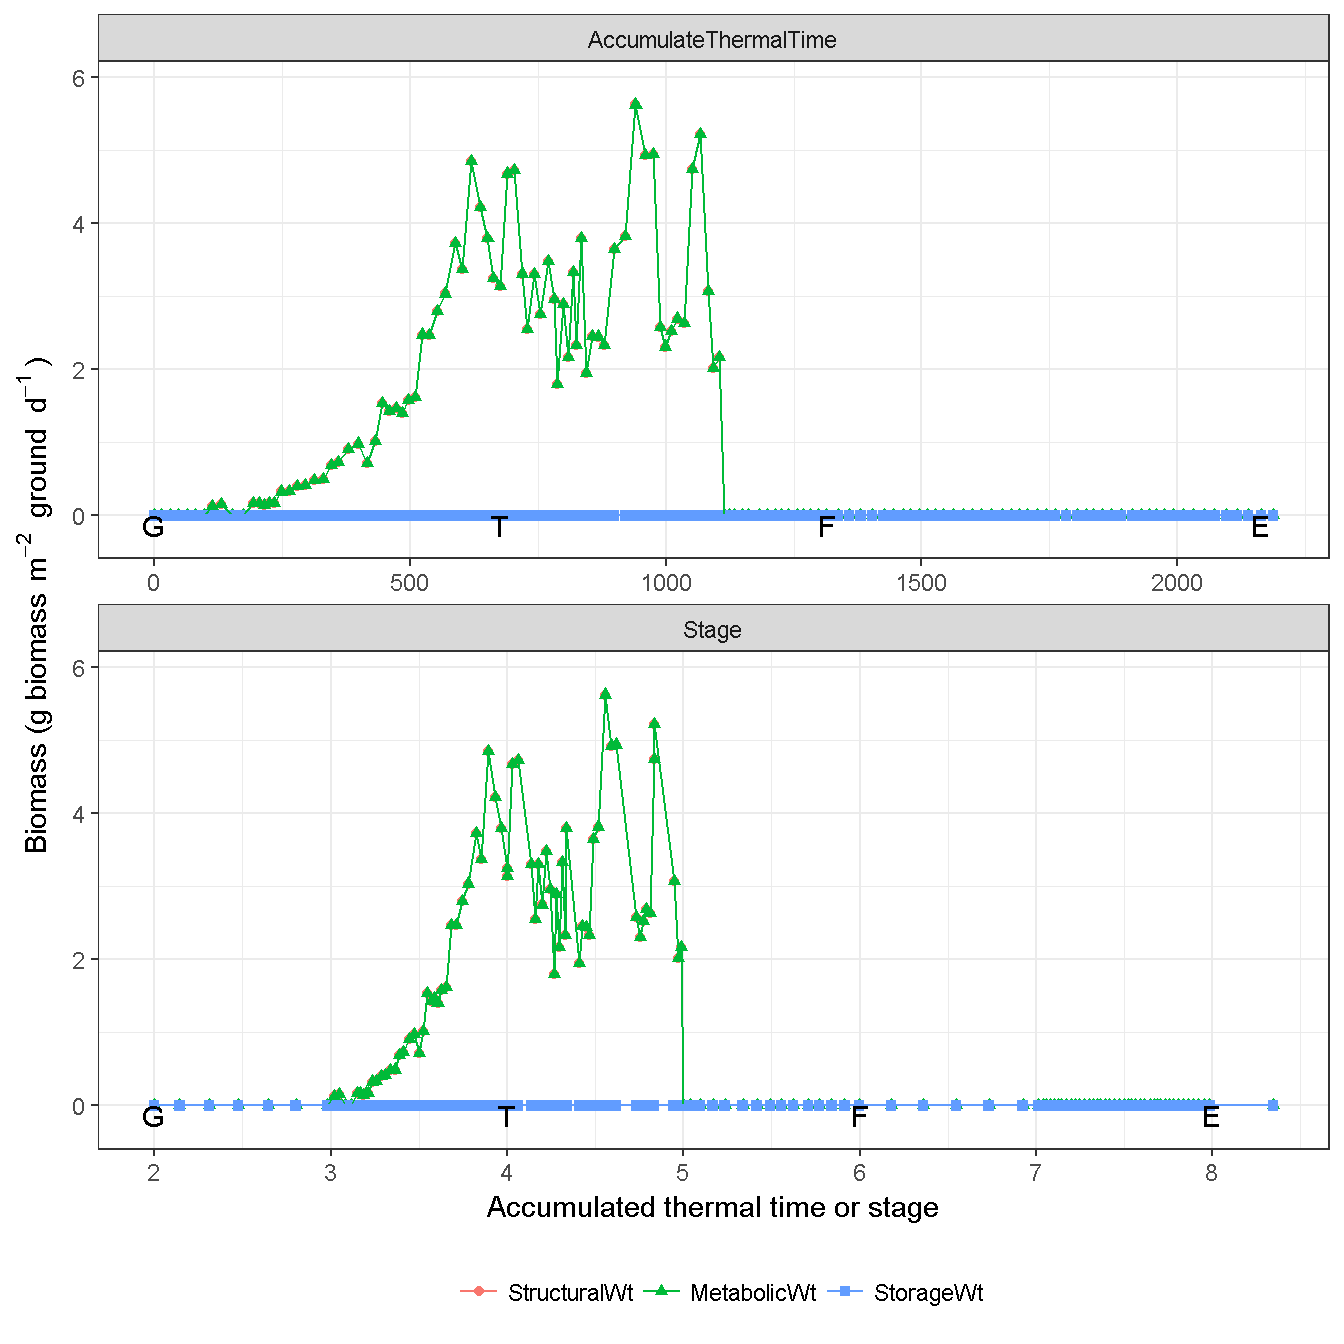 AccumulateThermalTime
6
4
2
0
G T F E
0 500 1000 1500 2000
Stage
6
4
2
0
G T F E
2 3 4 5 6 7 8
Biomass (g biomass m⁻² ground d⁻¹ )
Accumulated thermal time or stage
StructuralWt MetabolicWt StorageWt